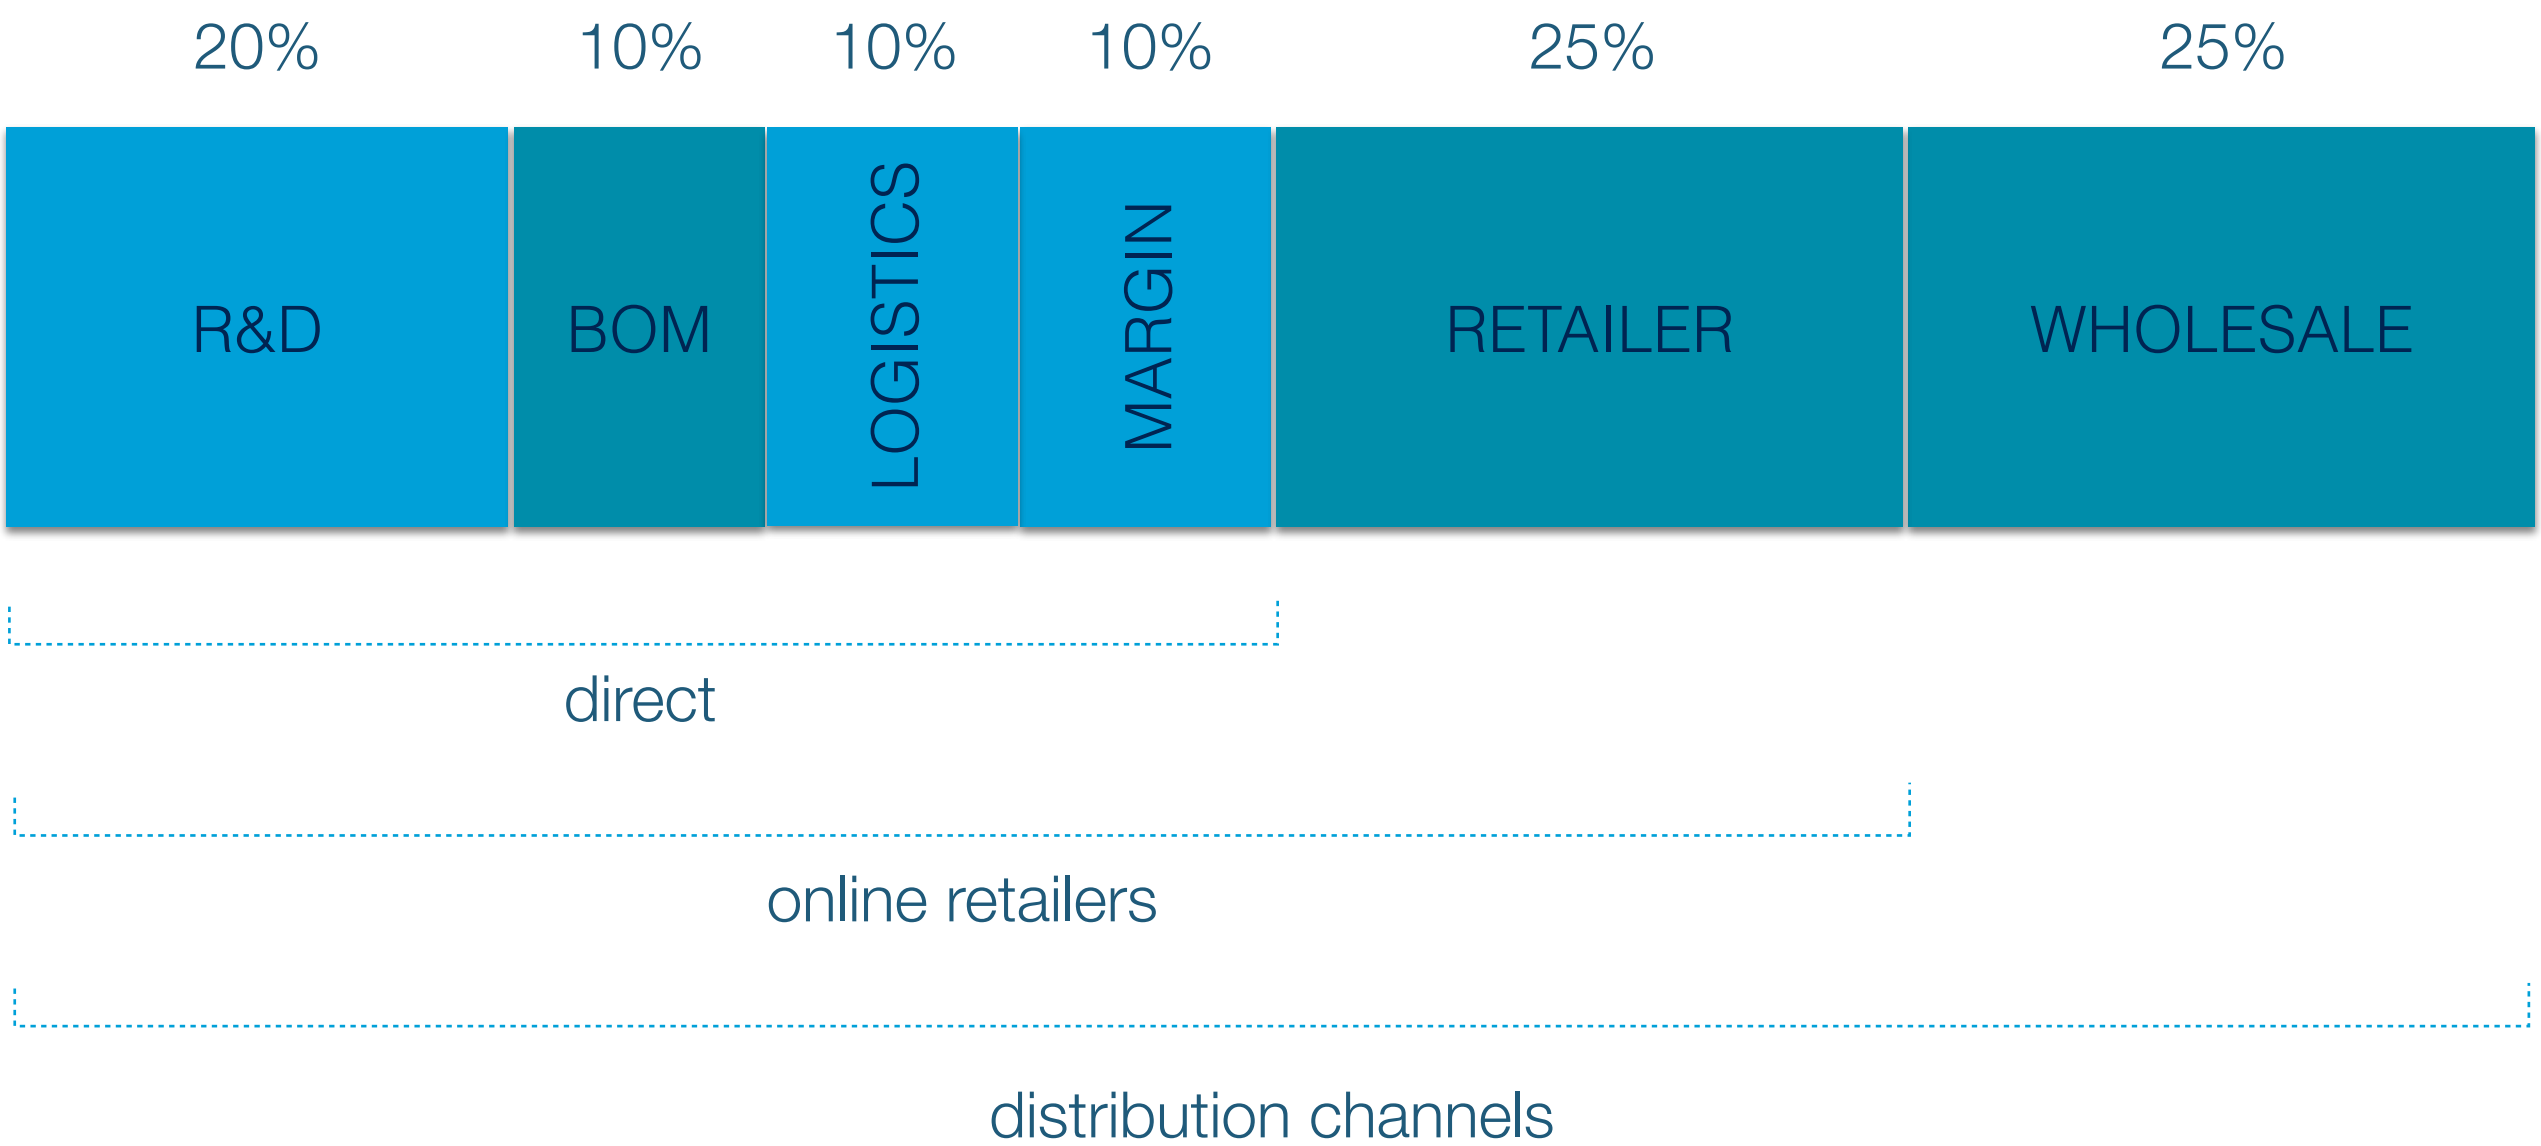 20% 10% 10% 10% 25% 25%
R&D BOM LOGISTICS MARGIN RETAILER WHOLESALE
direct
online retailers
distribution channels